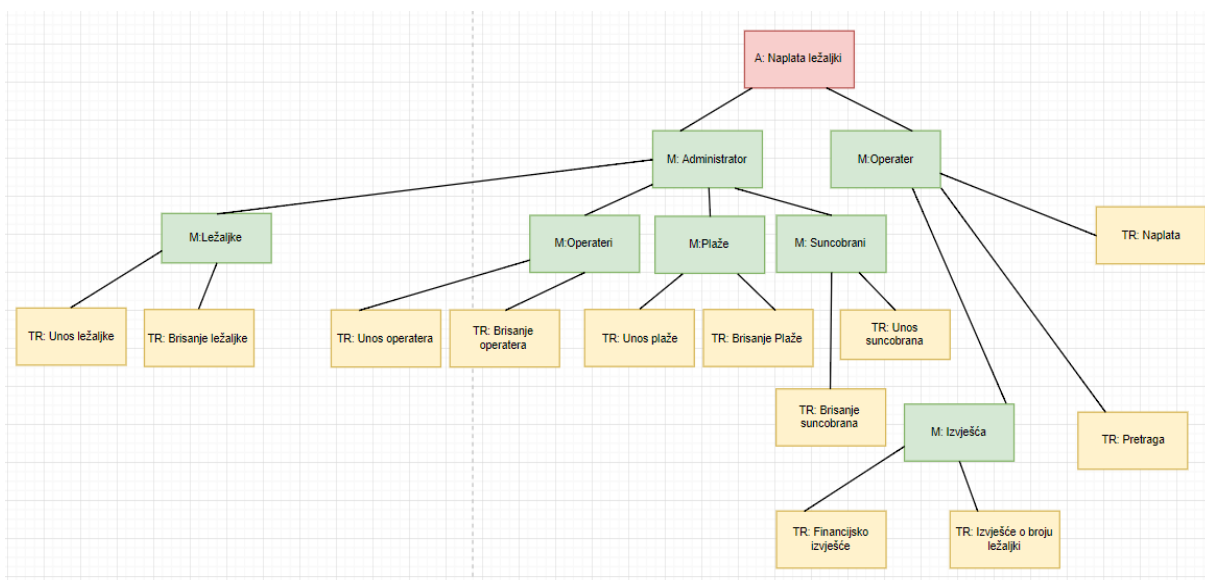 A: Naplata ležaljki
M: Administrator
M:Operater
M:Ležaljke
M:Operateri
M:Plaže
M: Suncobrani
TR: Naplata
TR: Unos ležaljke
TR: Brisanje ležaljke
TR: Unos operatera
TR: Brisanje
operatera
TR: Unos plaže
TR: Brisanje Plaže
TR: Unos
suncobrana
TR: Brisanje
suncobrana
M: Izvješća
TR: Pretraga
TR: Financijsko
izvješće
TR: Izvješće o broju
ležaljki